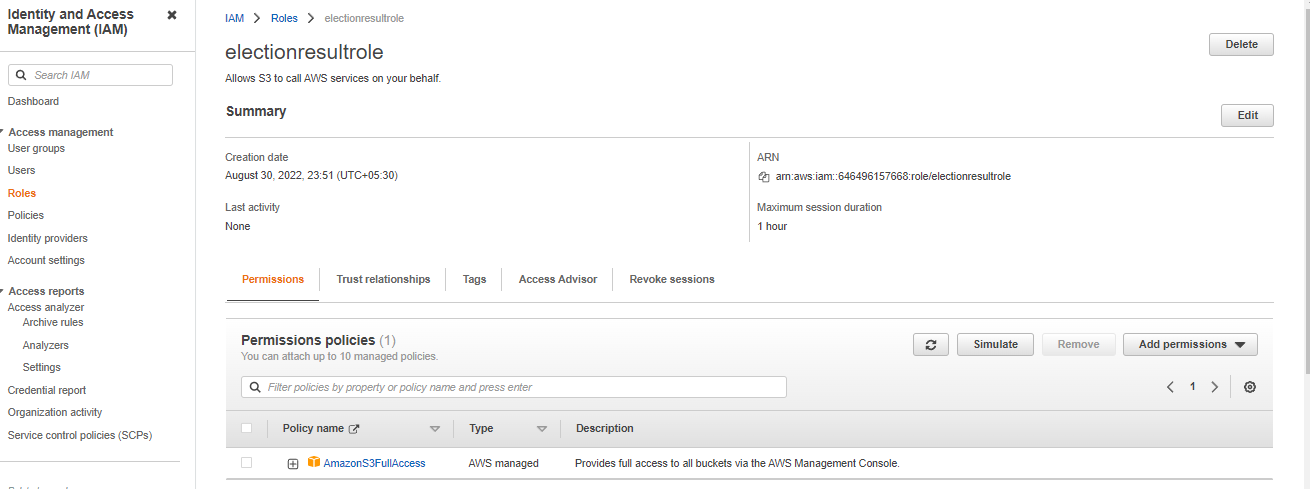 Identity and Access
Management (IAM)
Search IAM
Dashboard
Access management
User groups
Users
Roles
Policies
Identity providers
Account settings
Access reports
Access analyzer
Archive rules
Analyzers
Settings
Credential report
Organization activity
Service control policies (SCPs)
IAM > Roles > electionresultrole
electionresultrole
Delete
Allows S3 to call AWS services on your behalf.
Summary
Edit
Creation date
August 30, 2022, 23:51 (UTC+05:30)
Last activity
None
ARN
arn:aws:iam::646496157668:role/electionresultrole
Maximum session duration
1 hour
Permissions Trust relationships Tags Access Advisor Revoke sessions
Permissions policies (1)
You can attach up to 10 managed policies.
Simulate Remove Add permissions
Filter policies by property or policy name and press enter
1
Policy name Type Description
AmazonS3FullAccess AWS managed Provides full access to all buckets via the AWS Management Console.